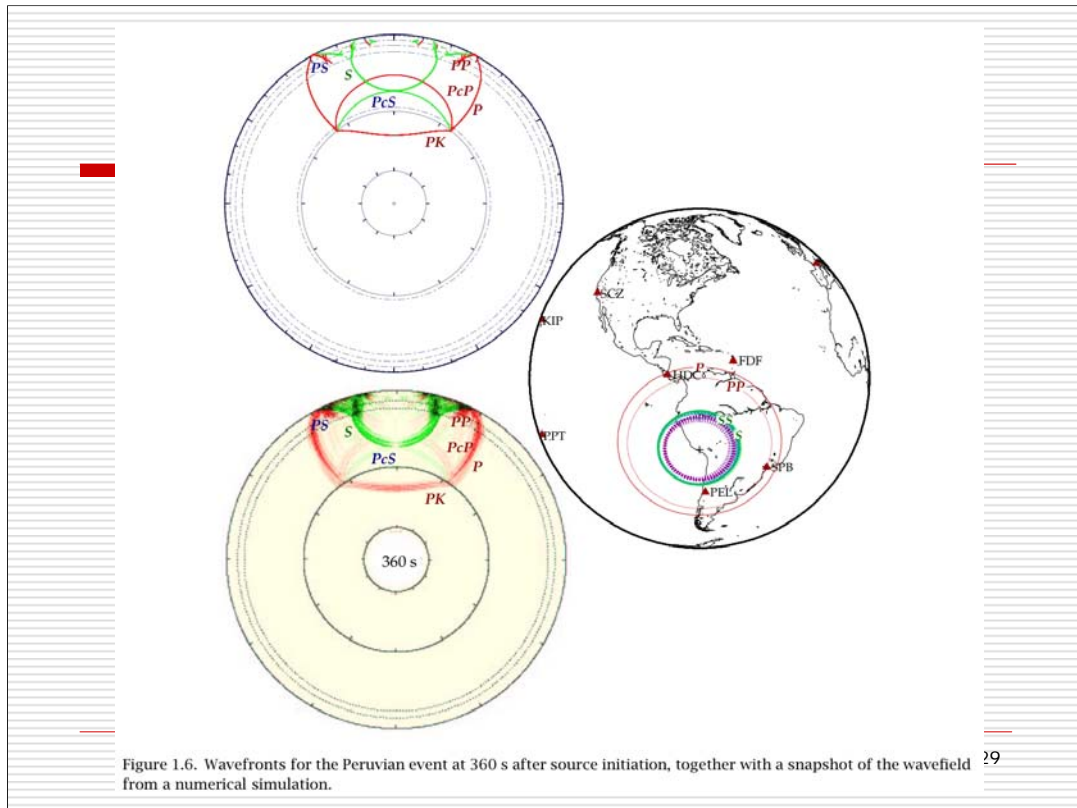 PS
S
PP
PcP
PcS
P
PK
SCZ
KIP
FDF
P
HDC
PP
SS
S
PPT
SPB
PEL
PS
S
PP
PcP
PcS
P
PK
360 s
29
Figure 1.6. Wavefronts for the Peruvian event at 360 s after source initiation, together with a snapshot of the wavefield
from a numerical simulation.